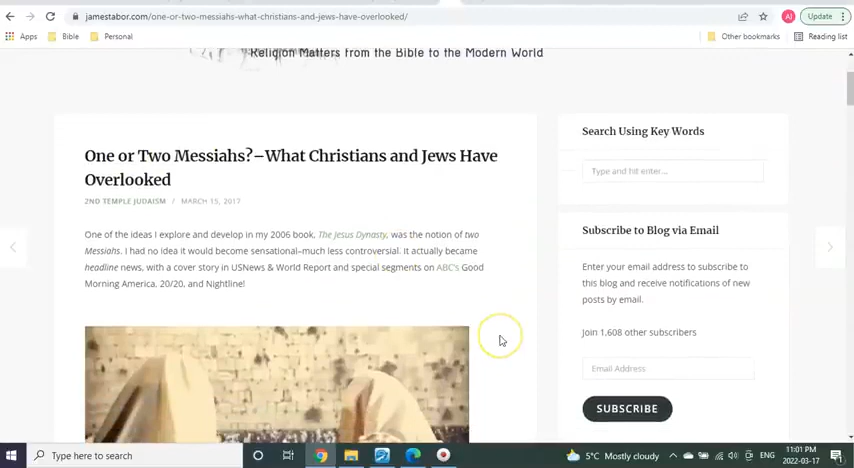 jamestabor.com/one-or-two-messiahs-what-christians-and-jews-have-overlooked/
AI
Update
Apps
Bible
Personal
Other bookmarks
Reading list
Religion Matters from the Bible to the Modern World
One or Two Messiahs?–What Christians and Jews Have
Overlooked
2ND TEMPLE JUDAISM / MARCH 15, 2017
One of the ideas I explore and develop in my 2006 book, The Jesus Dynasty, was the notion of two
Messiahs. I had no idea it would become sensational–much less controversial. It actually became
headline news, with a cover story in USNews & World Report and special segments on ABC's Good
Morning America, 20/20, and Nightline!
Search Using Key Words
Type and hit enter...
Subscribe to Blog via Email
Enter your email address to subscribe to
this blog and receive notifications of new
posts by email.
Join 1,608 other subscribers
Email Address
SUBSCRIBE
Type here to search
5°C Mostly cloudy
ENG
11:01 PM
2022-03-17